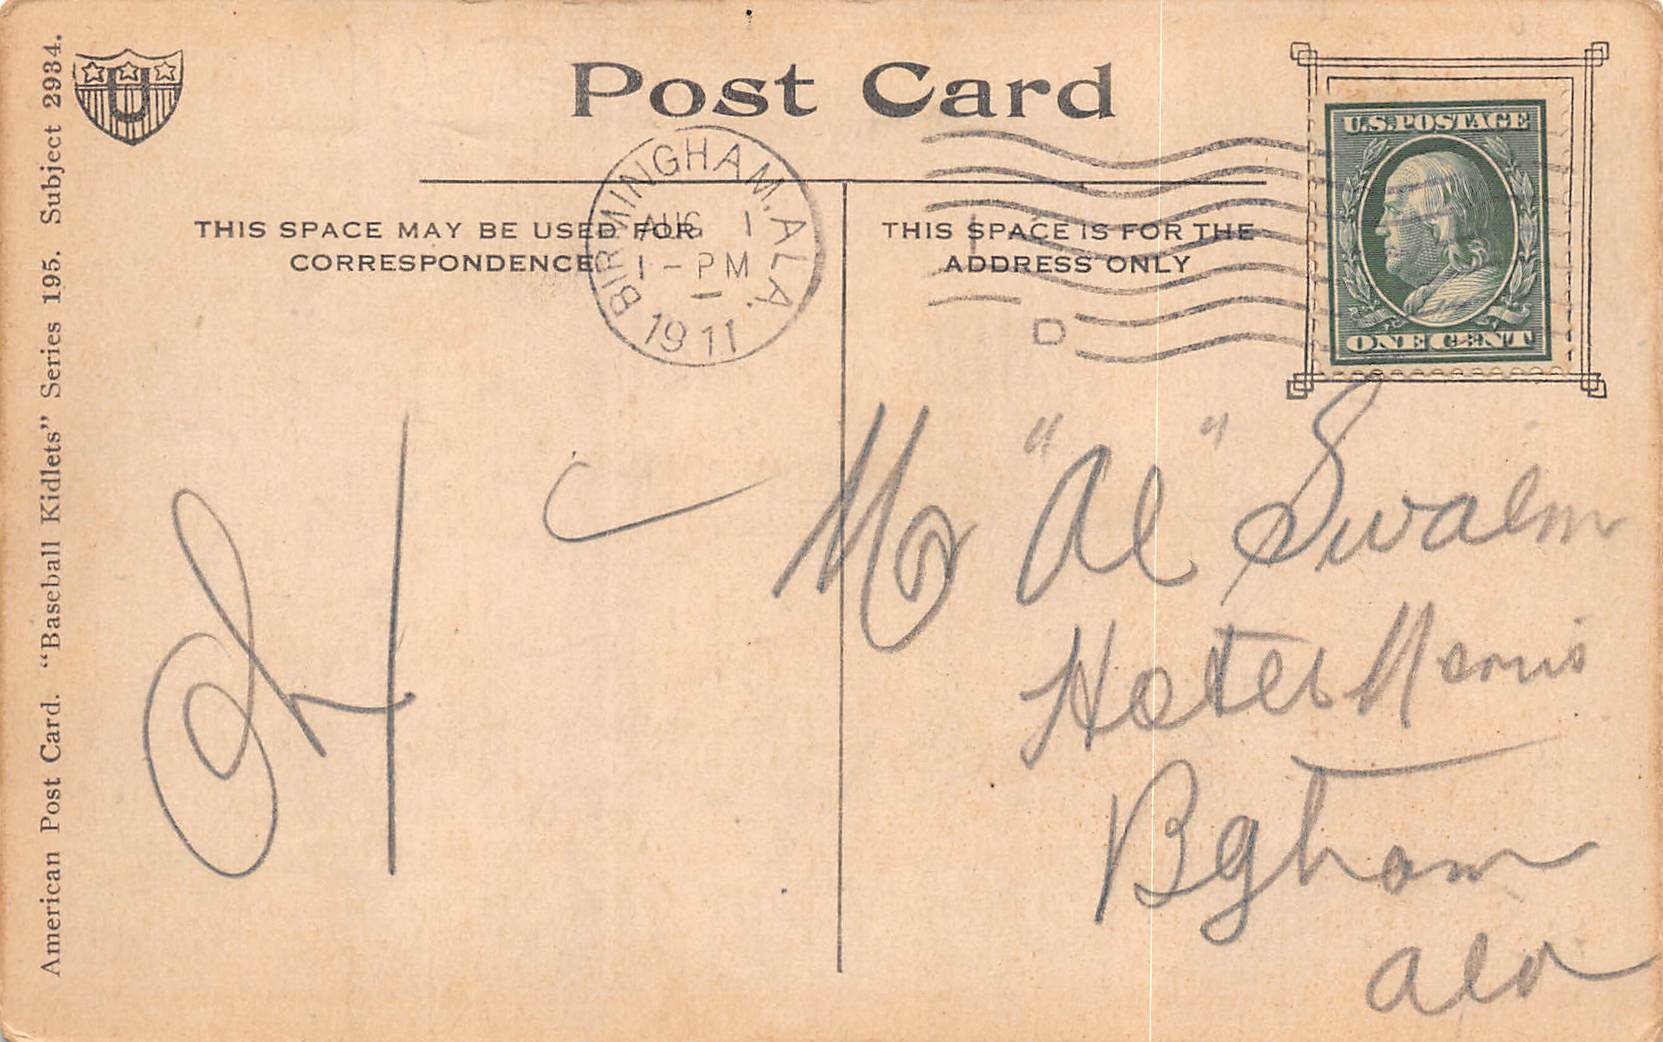 American Post Card. "Baseball Kidlets" Series 195. Subject 2934.
U
Post Card
THIS SPACE MAY BE USED FOR
CORRESPONDENCE
BIRMINGHAM, ALA.
AUG 1
1-PM
1911
THIS SPACE IS FOR THE
ADDRESS ONLY
D
U.S. POSTAGE
ONE CENT
Mr "Al" Swalm
Hotel Morris
Bgham
Ala